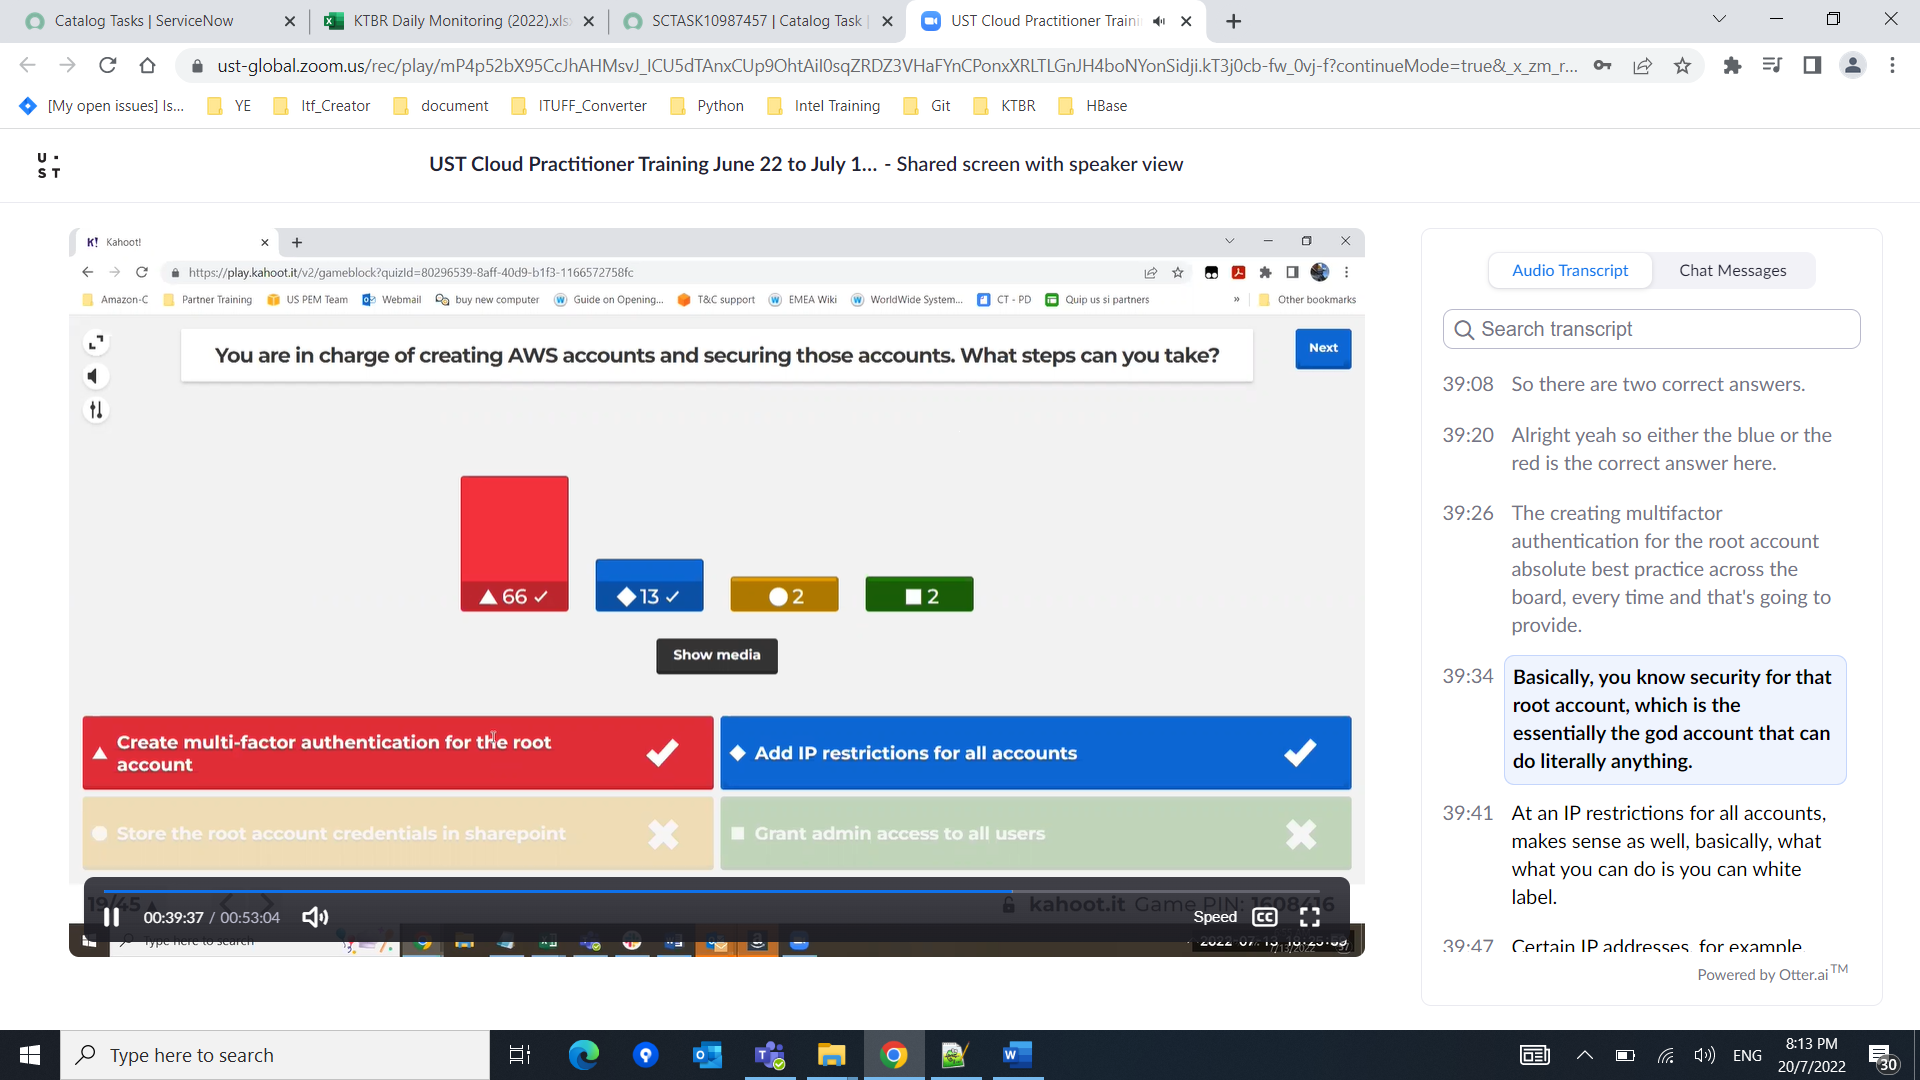 Catalog Tasks | ServiceNow
KTBR Daily Monitoring (2022).xls
SCTASK10987457 | Catalog Task |
UST Cloud Practitioner Traini
ust-global.zoom.us/rec/play/mP4p52bX95CcJhAHMsvJ_ICU5dTAnxCUp9OhtAiI0sqZRDZ3VHaFYnCPonxXRLTLGnJH4boNYonSidji.kT3j0cb-fw_0vj-f?continueMode=true&_x_zm_r...
[My open issues] Is...
YE
Itf_Creator
document
ITUFF_Converter
Python
Intel Training
Git
KTBR
HBase
U
S T
UST Cloud Practitioner Training June 22 to July 1... - Shared screen with speaker view
K! Kahoot!
https://play.kahoot.it/v2/gameblock?quizId=80296539-8aff-40d9-b1f3-1166572758fc
Amazon-C
Partner Training
US PEM Team
Webmail
buy new computer
Guide on Opening...
T&C support
EMEA Wiki
WorldWide System...
CT - PD
Quip us si partners
»
Other bookmarks
You are in charge of creating AWS accounts and securing those accounts. What steps can you take?
Next
66
13
2
2
Show media
Create multi-factor authentication for the root
account
Add IP restrictions for all accounts
Store the root account credentials in sharepoint
Grant admin access to all users
19/45
kahoot.it Game PIN: 1608416
00:39:37 / 00:53:04
Speed
CC
Type here to search
2022-07-13 18:25:53
7/13/2022
Audio Transcript
Chat Messages
Search transcript
39:08 So there are two correct answers.
39:20 Alright yeah so either the blue or the
red is the correct answer here.
39:26 The creating multifactor
authentication for the root account
absolute best practice across the
board, every time and that's going to
provide.
39:34 Basically, you know security for that
root account, which is the
essentially the god account that can
do literally anything.
39:41 At an IP restrictions for all accounts,
makes sense as well, basically, what
what you can do is you can white
label.
39:47 Certain IP addresses, for example
Powered by Otter.ai TM
Type here to search
ENG
8:13 PM
20/7/2022
30